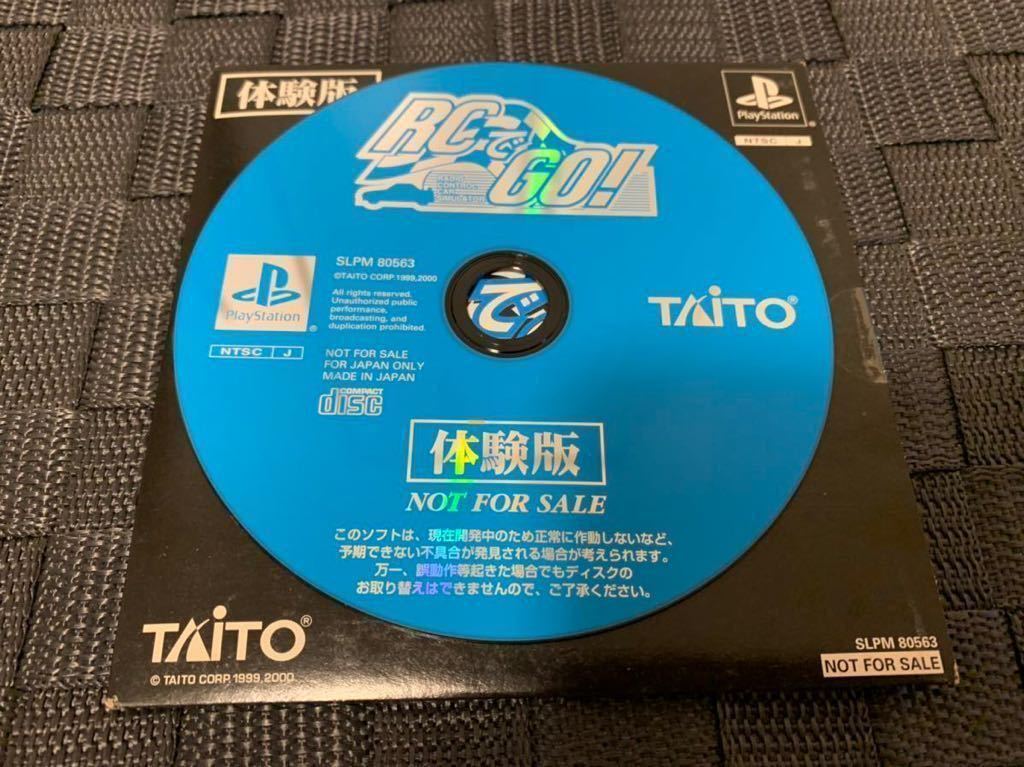 体験版
PlayStation
NTSC J
RCでGO!
RADIO
CONTROL
CAR
SIMULATOR
SLPM 80563
©TAITO CORP.1999,2000
All rights reserved.
Unauthorized public
performance,
broadcasting, and
duplication prohibited.
PlayStation®
NTSC J
NOT FOR SALE
FOR JAPAN ONLY
MADE IN JAPAN
COMPACT
disc
で
TAITO®
体験版
NOT FOR SALE
このソフトは、現在開発中のため正常に作動しないなど、
予期できない不具合が発見される場合が考えられます。
万一、誤動作等起きた場合でもディスクの
お取り替えはできませんので、ご了承ください。
TAITO®
© TAITO CORP. 1999, 2000
SLPM 80563
NOT FOR SALE